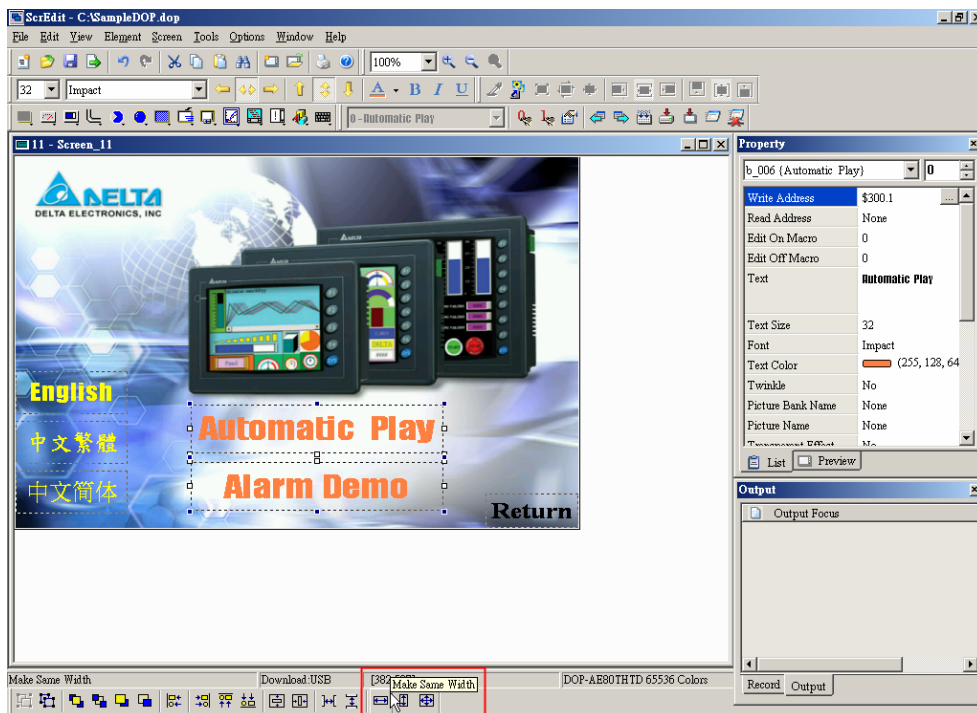 ScrEdit - C:\SampleDOP.dop
File Edit View Element Screen Tools Options Window Help
100%
32 Impact A B I U
0 - Automatic Play
11 - Screen_11
DELTA
DELTA ELECTRONICS, INC
English
中文繁體
中文简体
Automatic Play
Alarm Demo
Return
Property
b_006 {Automatic Play} 0
Write Address $300.1 ...
Read Address None
Edit On Macro 0
Edit Off Macro 0
Text Automatic Play
Text Size 32
Font Impact
Text Color (255, 128, 64
Twinkle No
Picture Bank Name None
Picture Name None
Transparent Effect No
List Preview
Output
Output Focus
Record Output
Make Same Width Download:USB DOP-AE80THTD 65536 Colors
Make Same Width